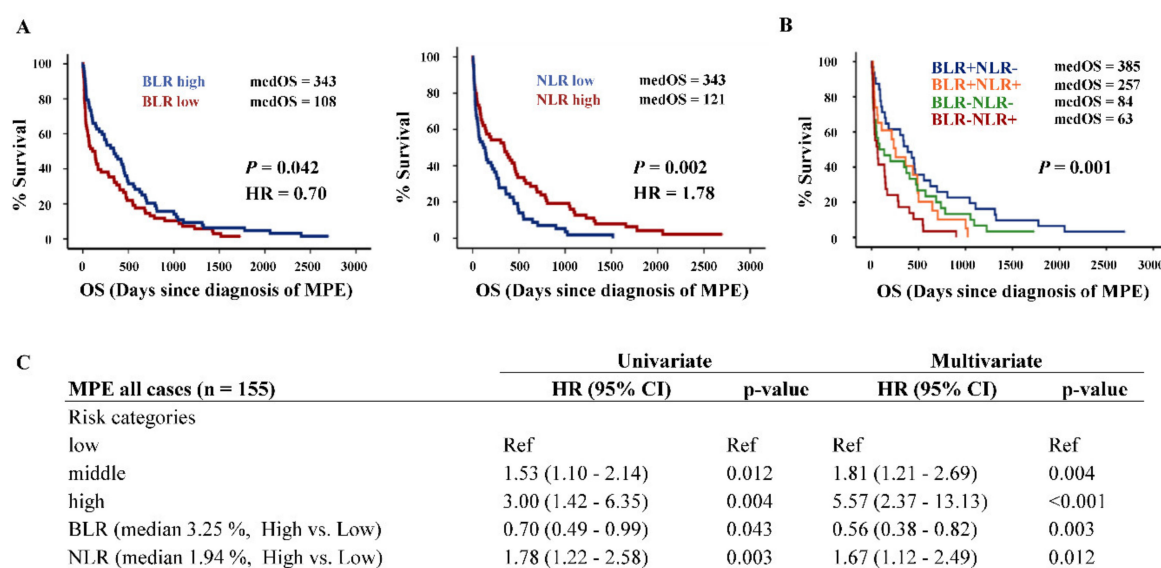 A
B
% Survival
100
80
60
40
20
0
BLR high medOS = 343
BLR low medOS = 108
P = 0.042
HR = 0.70
0 500 1000 1500 2000 2500 3000
OS (Days since diagnosis of MPE)
% Survival
100
80
60
40
20
0
NLR low medOS = 343
NLR high medOS = 121
P = 0.002
HR = 1.78
0 500 1000 1500 2000 2500 3000
OS (Days since diagnosis of MPE)
% Survival
100
80
60
40
20
0
BLR+NLR- medOS = 385
BLR+NLR+ medOS = 257
BLR-NLR- medOS = 84
BLR-NLR+ medOS = 63
P = 0.001
0 500 1000 1500 2000 2500 3000
OS (Days since diagnosis of MPE)
C
Univariate Multivariate
MPE all cases (n = 155) HR (95% CI) p-value HR (95% CI) p-value
Risk categories
low Ref Ref Ref Ref
middle 1.53 (1.10 - 2.14) 0.012 1.81 (1.21 - 2.69) 0.004
high 3.00 (1.42 - 6.35) 0.004 5.57 (2.37 - 13.13) <0.001
BLR (median 3.25 %, High vs. Low) 0.70 (0.49 - 0.99) 0.043 0.56 (0.38 - 0.82) 0.003
NLR (median 1.94 %, High vs. Low) 1.78 (1.22 - 2.58) 0.003 1.67 (1.12 - 2.49) 0.012